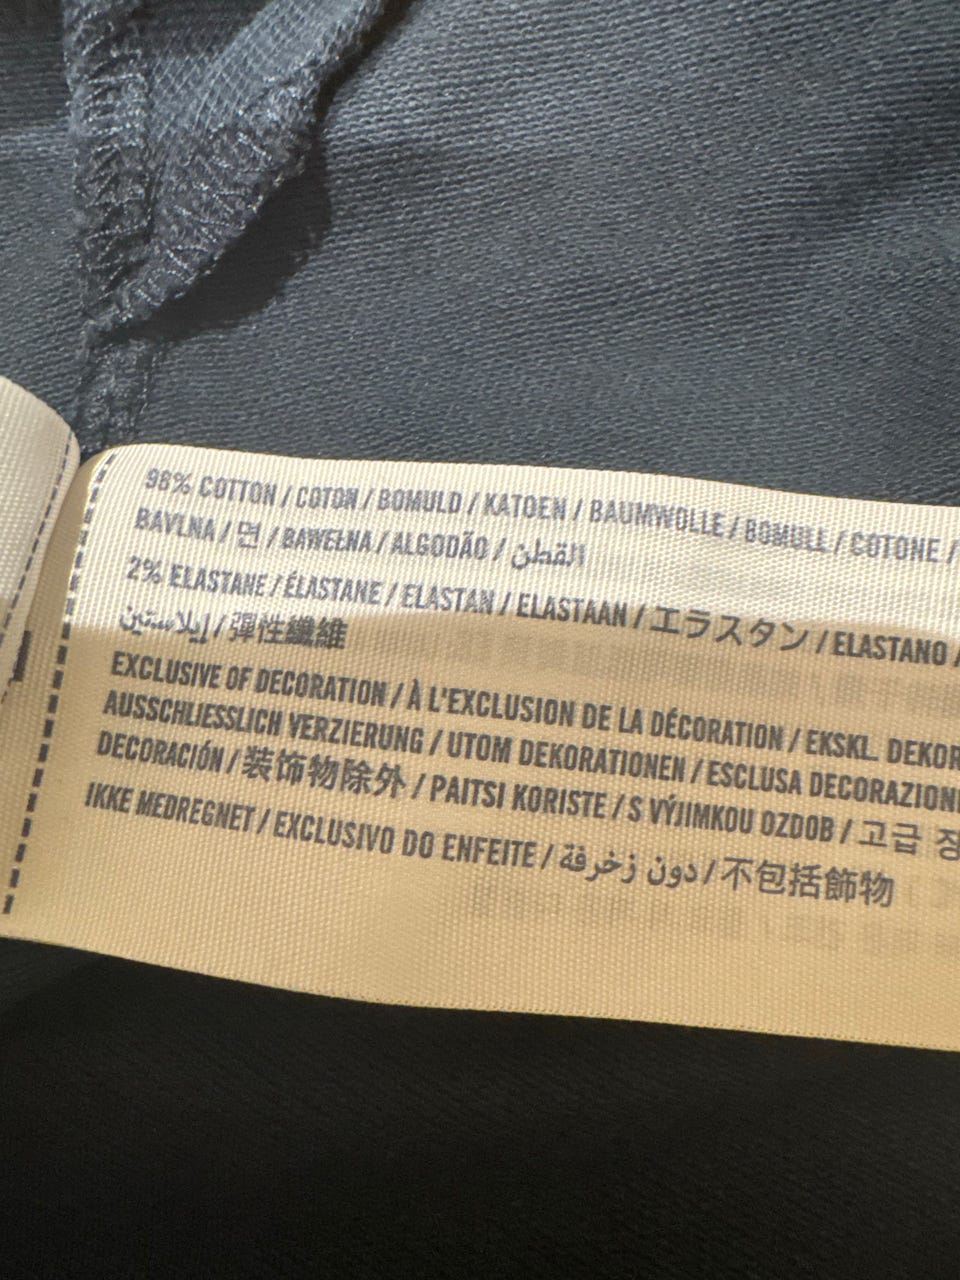 98% COTTON / COTON / BOMULD / KATOEN / BAUMWOLLE / BOMULL / COTONE /
BAVLNA / 면 / BAWEŁNA / ALGODÃO / القطن
2% ELASTANE / ÉLASTANE / ELASTAN / ELASTAAN / エラスタン / ELASTANO /
إيلاستين / 彈性纖維
EXCLUSIVE OF DECORATION / À L'EXCLUSION DE LA DÉCORATION / EKSKL. DEKOR
AUSSCHLIESSLICH VERZIERUNG / UTOM DEKORATIONEN / ESCLUSA DECORAZION
DECORACIÓN / 装饰物除外 / PAITSI KORISTE / S VÝJIMKOU OZDOB / 고급 장
IKKE MEDREGNET / EXCLUSIVO DO ENFEITE / دون زخرفة / 不包括飾物